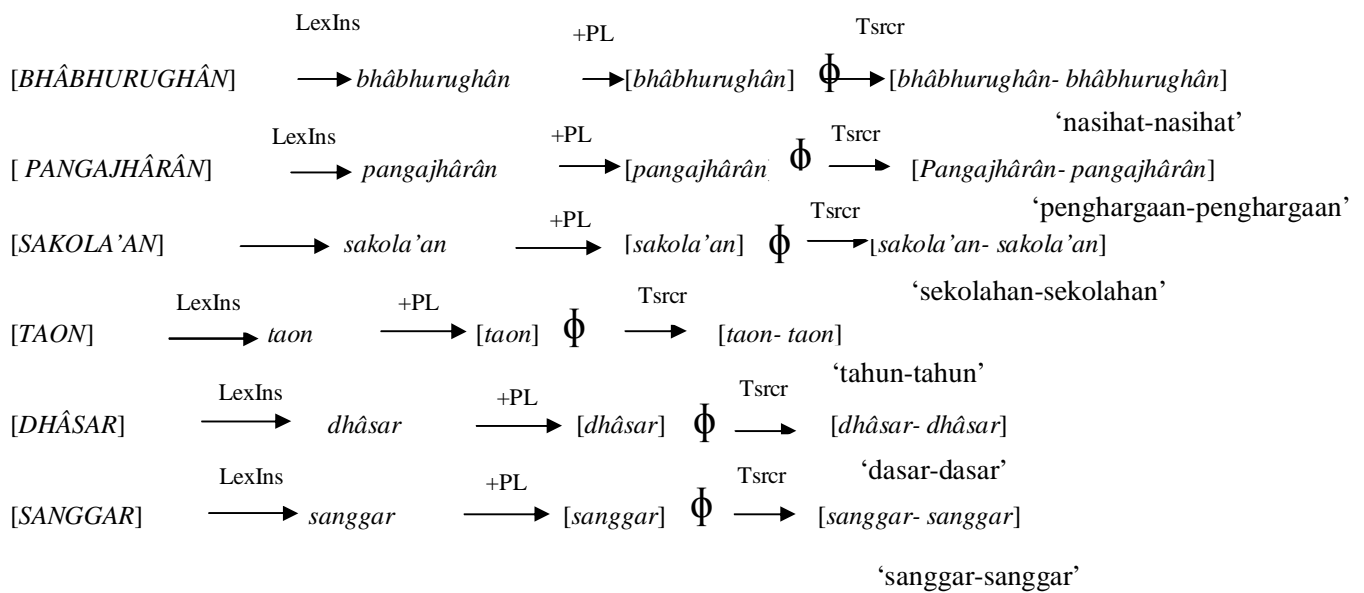 LexIns +PL Tsrcr
[BHÂBHURUGHÂN] bhâbhurughân [bhâbhurughân] ϕ [bhâbhurughân- bhâbhurughân]
‘nasihat-nasihat’
LexIns +PL Tsrcr
[ PANGAJHÂRÂN] pangajhârân [pangajhârân ϕ [Pangajhârân- pangajhârân]
‘penghargaan-penghargaan’
+PL Tsrcr
[SAKOLA’AN] sakola’an [sakola’an] ϕ [sakola’an- sakola’an]
‘sekolahan-sekolahan’
LexIns +PL Tsrcr
[TAON] taon [taon] ϕ [taon- taon]
‘tahun-tahun’
LexIns +PL Tsrcr
[DHÂSAR] dhâsar [dhâsar] ϕ [dhâsar- dhâsar]
‘dasar-dasar’
LexIns +PL Tsrcr
[SANGGAR] sanggar [sanggar] ϕ [sanggar- sanggar]
‘sanggar-sanggar’